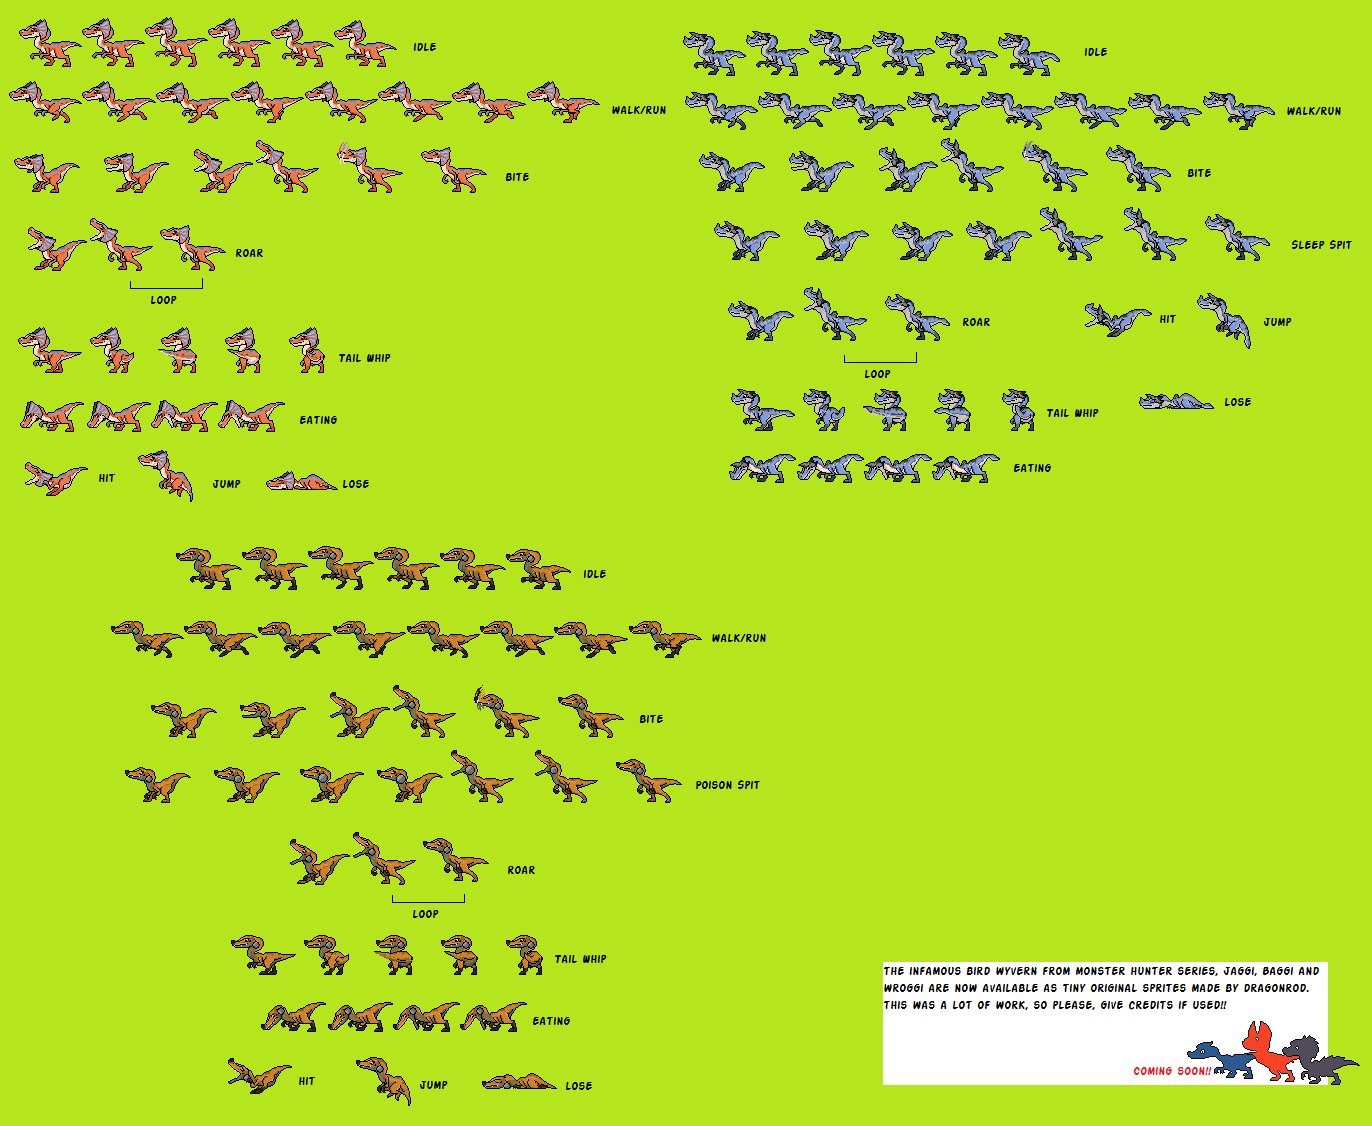 IDLE
WALK/RUN
BITE
ROAR
LOOP
TAIL WHIP
EATING
HIT
JUMP
LOSE
IDLE
WALK/RUN
BITE
SLEEP SPIT
ROAR
LOOP
HIT
JUMP
TAIL WHIP
LOSE
EATING
IDLE
WALK/RUN
BITE
POISON SPIT
ROAR
LOOP
TAIL WHIP
EATING
HIT
JUMP
LOSE
THE INFAMOUS BIRD WYVERN FROM MONSTER HUNTER SERIES, JAGGI, BAGGI AND
WROGGI ARE NOW AVAILABLE AS TINY ORIGINAL SPRITES MADE BY DRAGONROD.
THIS WAS A LOT OF WORK, SO PLEASE, GIVE CREDITS IF USED!!
COMING SOON!!